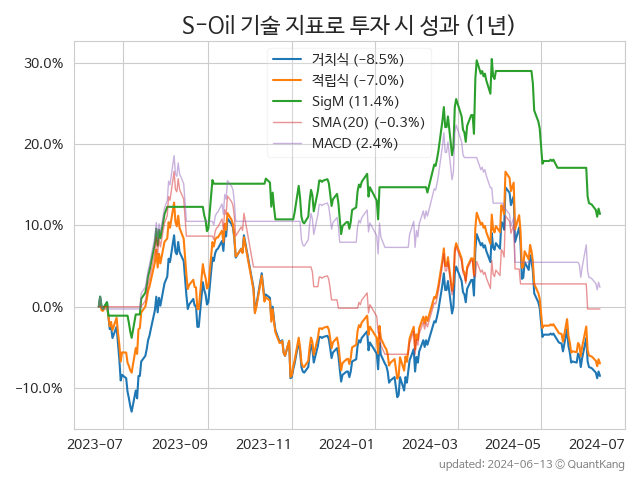 S-Oil 기술 지표로 투자 시 성과 (1년)
거치식 (-8.5%)
적립식 (-7.0%)
SigM (11.4%)
SMA(20) (-0.3%)
MACD (2.4%)
30.0%
20.0%
10.0%
0.0%
-10.0%
2023-07 2023-09 2023-11 2024-01 2024-03 2024-05 2024-07
updated: 2024-06-13 © QuantKang